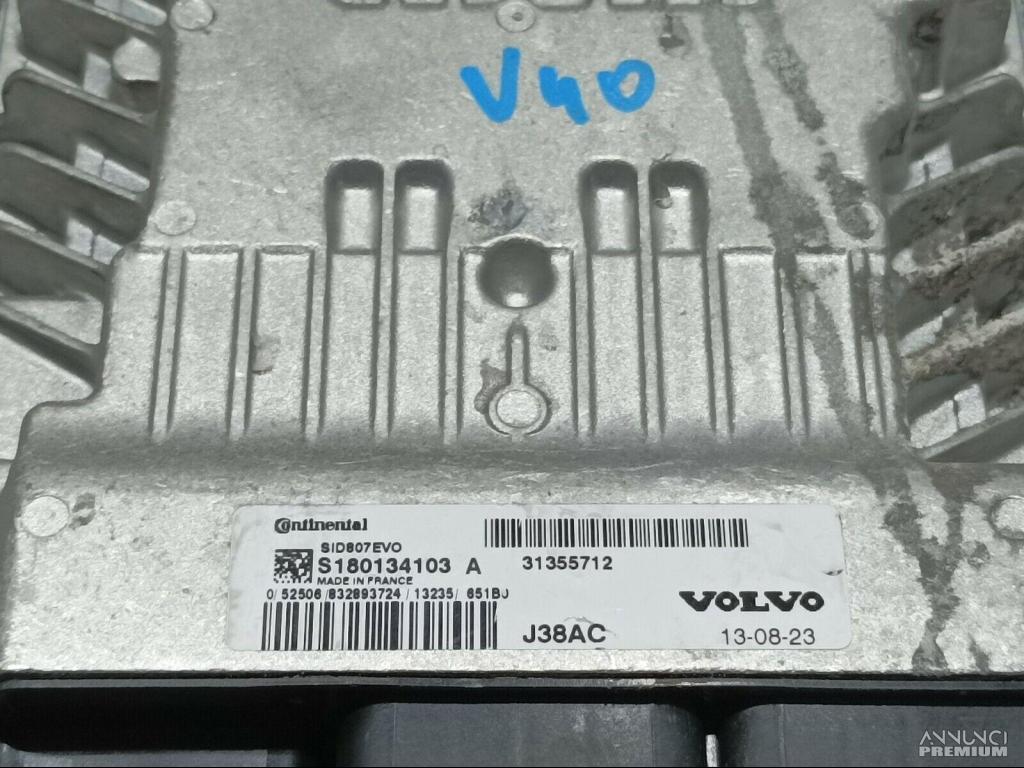 V40
Continental
SID807EVO
S180134103 A
MADE IN FRANCE
0/ 52506 /832893724 / 13235/ 651BJ
31355712
VOLVO
J38AC
13-08-23
ANNUNCI
PREMIUM